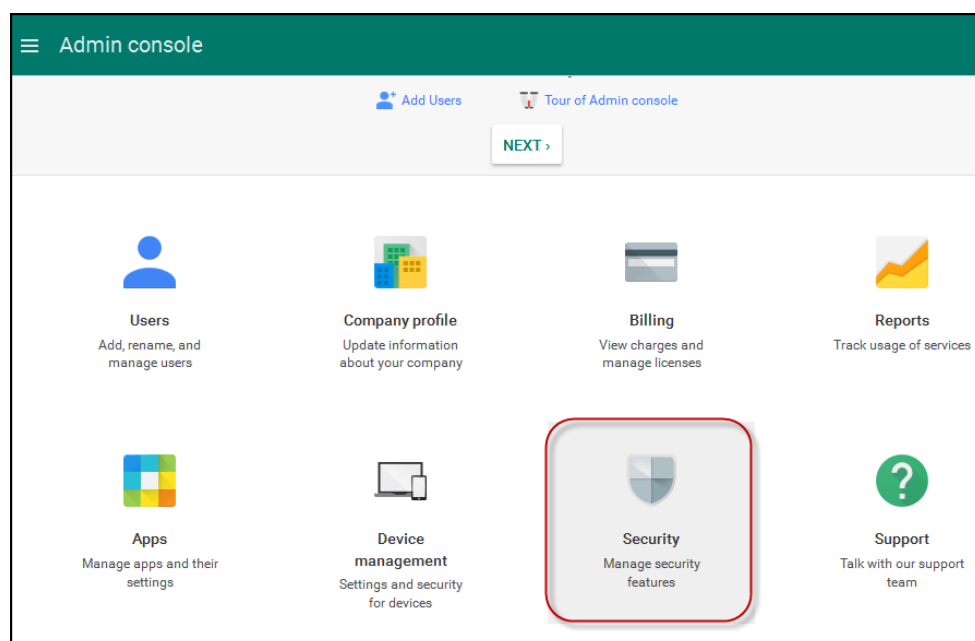 Admin console
Add Users
Tour of Admin console
NEXT ›
Users
Add, rename, and
manage users
Company profile
Update information
about your company
Billing
View charges and
manage licenses
Reports
Track usage of services
Apps
Manage apps and their
settings
Device
management
Settings and security
for devices
Security
Manage security
features
Support
Talk with our support
team